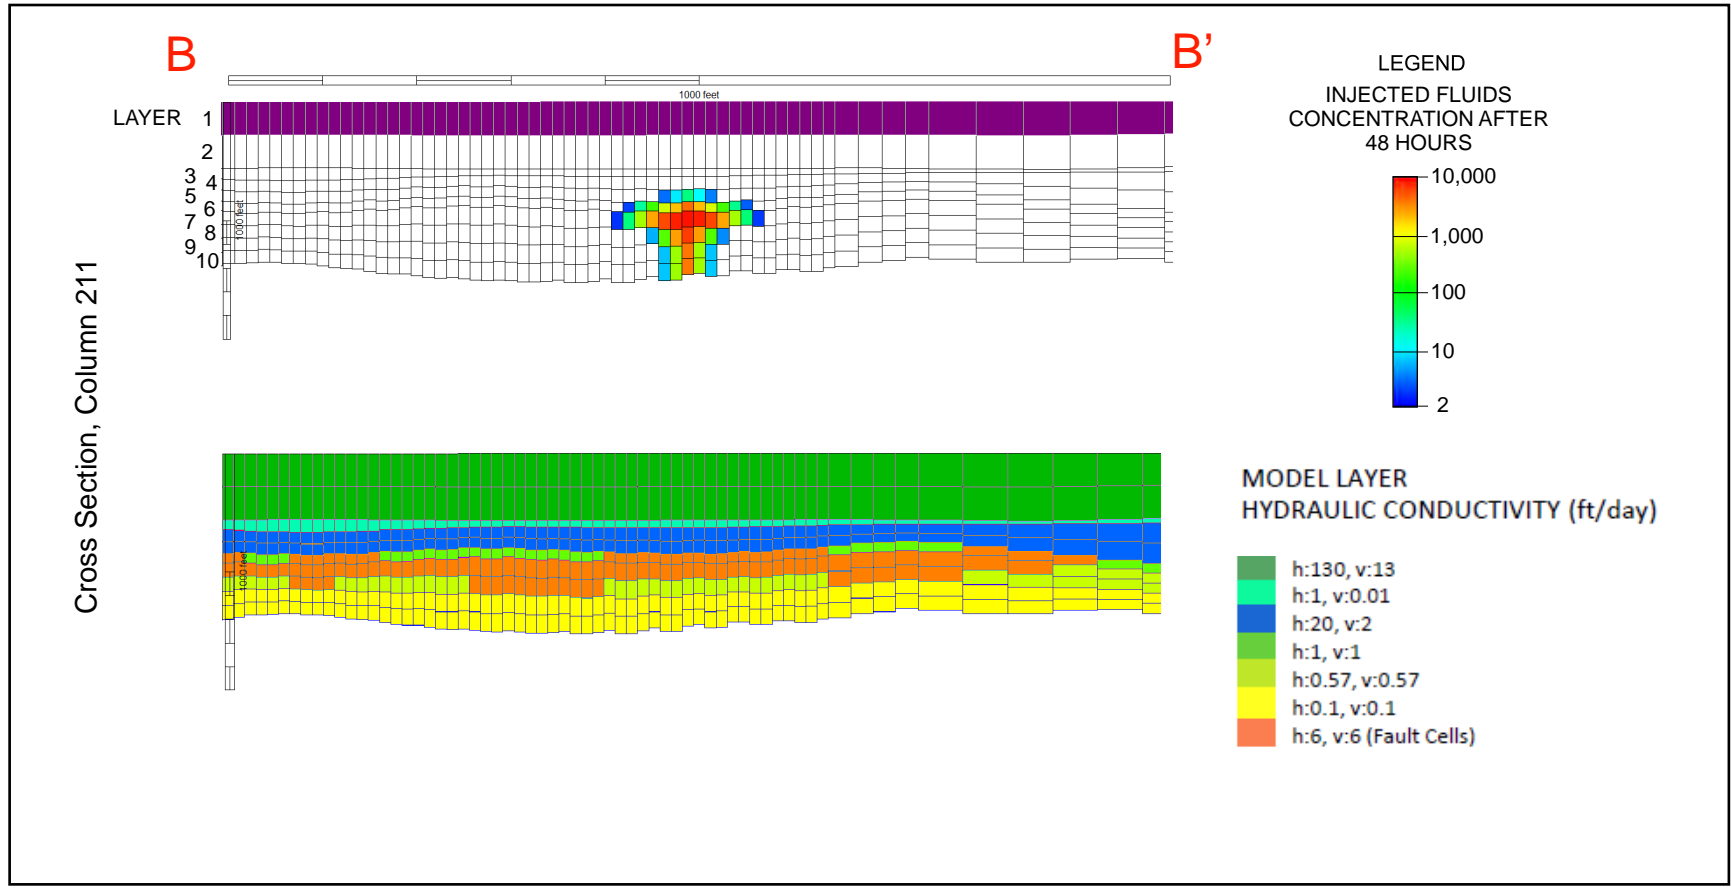 B
B’
1000 feet
LAYER 1
2
3
4
5
6
7
8
9
10
1000 feet
Cross Section, Column 211
LEGEND
INJECTED FLUIDS
CONCENTRATION AFTER
48 HOURS
10,000
1,000
100
10
2
1000 feet
MODEL LAYER
HYDRAULIC CONDUCTIVITY (ft/day)
h:130, v:13
h:1, v:0.01
h:20, v:2
h:1, v:1
h:0.57, v:0.57
h:0.1, v:0.1
h:6, v:6 (Fault Cells)